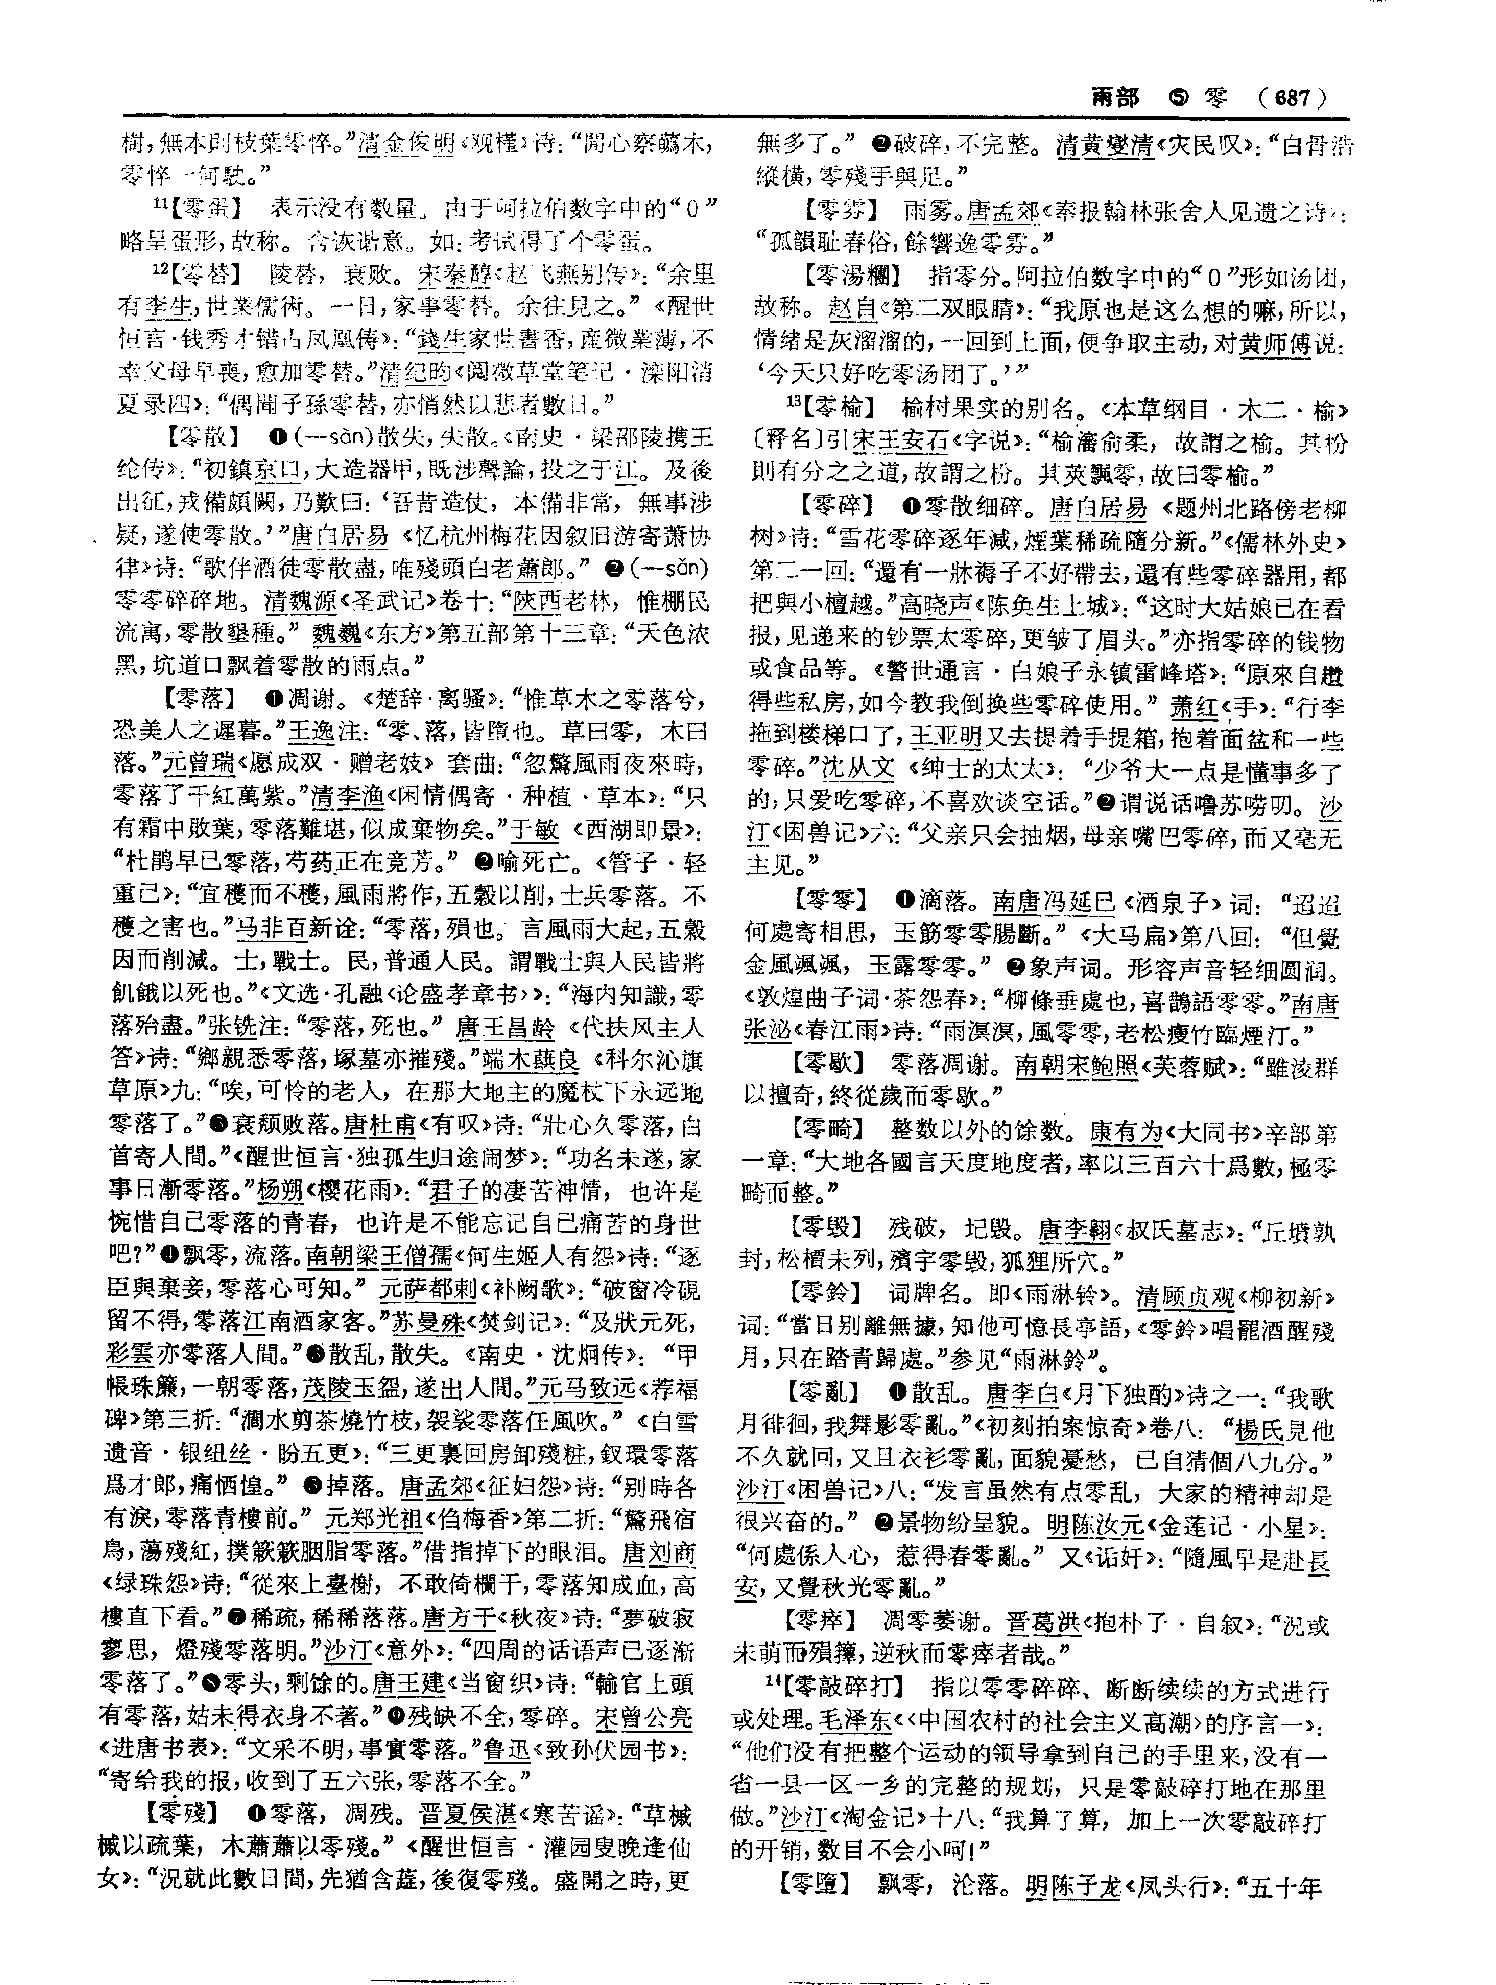 雨部 ⑤ 零 （687）
樹，無本則枝葉零悴。”清金俊明《观槿》诗：“閒心察蘤木，
零悴一何駛。”
¹¹【零蛋】 表示没有数量。由于阿拉伯数字中的“0”
略呈蛋形，故称。含诙谐意。如：考试得了个零蛋。
¹²【零替】 陵替，衰败。宋秦醇《赵飞燕别传》：“余里
有李生，世業儒術。一日，家事零替。余往見之。”《醒世
恒言·钱秀才错占凤凰俦》：“錢生家世書香，産微業薄，不
幸父母早喪，愈加零替。”清纪昀《阅微草堂笔记·滦阳消
夏录四》：“偶聞子孫零替，亦悄然以悲者數日。”
【零散】 ❶(—sàn)散失，失散。《南史·梁邵陵携王
纶传》：“初鎮京口，大造器甲，既涉聲論，投之于江。及後
出征，戎備頗闕，乃歎曰：‘吾昔造仗，本備非常，無事涉
疑，遂使零散。’”唐白居易《忆杭州梅花因叙旧游寄萧协
律》诗：“歌伴酒徒零散盡，唯殘頭白老蕭郎。”❷(—sǎn)
零零碎碎地。清魏源《圣武记》卷十：“陝西老林，惟棚民
流寓，零散墾種。”魏巍《东方》第五部第十三章：“天色浓
黑，坑道口飘着零散的雨点。”
【零落】 ❶凋谢。《楚辞·离骚》：“惟草木之零落兮，
恐美人之遲暮。”王逸注：“零、落，皆墮也。草曰零，木曰
落。”元曾瑞《愿成双·赠老妓》套曲：“忽驚風雨夜來時，
零落了千紅萬紫。”清李渔《闲情偶寄·种植·草本》：“只
有霜中敗葉，零落難堪，似成棄物矣。”于敏《西湖即景》：
“杜鹃早已零落，芍药正在竞芳。”❷喻死亡。《管子·轻
重己》：“宜穫而不穫，風雨將作，五穀以削，士兵零落。不
穫之害也。”马非百新诠：“零落，殞也。言風雨大起，五穀
因而削減。士，戰士。民，普通人民。謂戰士與人民皆將
飢餓以死也。”《文选·孔融〈论盛孝章书〉》：“海内知識，零
落殆盡。”张铣注：“零落，死也。”唐王昌龄《代扶风主人
答》诗：“鄉親悉零落，塚墓亦摧殘。”端木蕻良《科尔沁旗
草原》九：“唉，可怜的老人，在那大地主的魔杖下永远地
零落了。”❸衰颓败落。唐杜甫《有叹》诗：“壯心久零落，白
首寄人間。”《醒世恒言·独孤生归途闹梦》：“功名未遂，家
事日漸零落。”杨朔《樱花雨》：“君子的凄苦神情，也许是
惋惜自己零落的青春，也许是不能忘记自己痛苦的身世
吧？”❹飘零，流落。南朝梁王僧孺《何生姬人有怨》诗：“逐
臣與棄妾，零落心可知。”元萨都剌《补阙歌》：“破窗冷硯
留不得，零落江南酒家客。”苏曼殊《焚剑记》：“及狀元死，
彩雲亦零落人間。”❺散乱，散失。《南史·沈炯传》：“甲
帳珠簾，一朝零落，茂陵玉盌，遂出人間。”元马致远《荐福
碑》第三折：“澗水剪茶燒竹枝，袈裟零落任風吹。”《白雪
遗音·银纽丝·盼五更》：“三更裏回房卸殘粧，釵環零落
爲才郎，痛恓惶。”❻掉落。唐孟郊《征妇怨》诗：“别時各
有淚，零落青樓前。”元郑光祖《㑇梅香》第二折：“驚飛宿
鳥，蕩殘紅，撲簌簌胭脂零落。”借指掉下的眼泪。唐刘商
《绿珠怨》诗：“從來上臺榭，不敢倚欄干，零落知成血，高
樓直下看。”❼稀疏，稀稀落落。唐方干《秋夜》诗：“夢破寂
寥思，燈殘零落明。”沙汀《意外》：“四周的话语声已逐渐
零落了。”❽零头，剩馀的。唐王建《当窗织》诗：“輸官上頭
有零落，姑未得衣身不著。”❾残缺不全，零碎。宋曾公亮
《进唐书表》：“文采不明，事實零落。”鲁迅《致孙伏园书》：
“寄给我的报，收到了五六张，零落不全。”
【零殘】 ❶零落，凋残。晋夏侯湛《寒苦谣》：“草槭
槭以疏葉，木蕭蕭以零殘。”《醒世恒言·灌园叟晚逢仙
女》：“況就此數日間，先猶含蕋，後復零殘。盛開之時，更
無多了。”❷破碎，不完整。清黄燮清《灾民叹》：“白骨浩
縱横，零殘手與足。”
【零雰】 雨雾。唐孟郊《奉报翰林张舍人见遗之诗》：
“孤韻耻春俗，餘響逸零雰。”
【零湯糰】 指零分。阿拉伯数字中的“0”形如汤团，
故称。赵自《第二双眼睛》：“我原也是这么想的嘛，所以，
情绪是灰溜溜的，一回到上面，便争取主动，对黄师傅说：
‘今天只好吃零汤团了。’”
¹³【零榆】 榆树果实的别名。《本草纲目·木二·榆》
〔释名〕引宋王安石《字说》：“榆瀋俞柔，故謂之榆。其枌
則有分之之道，故謂之枌。其莢飄零，故曰零榆。”
【零碎】 ❶零散细碎。唐白居易《题州北路傍老柳
树》诗：“雪花零碎逐年減，煙葉稀疏隨分新。”《儒林外史》
第二一回：“還有一牀褥子不好帶去，還有些零碎器用，都
把與小檀越。”高晓声《陈奂生上城》：“这时大姑娘已在看
报，见递来的钞票太零碎，更皱了眉头。”亦指零碎的钱物
或食品等。《警世通言·白娘子永镇雷峰塔》：“原來自趲
得些私房，如今教我倒换些零碎使用。”萧红《手》：“行李
拖到楼梯口了，王亚明又去提着手提箱，抱着面盆和一些
零碎。”沈从文《绅士的太太》：“少爷大一点是懂事多了
的，只爱吃零碎，不喜欢谈空话。”❷谓说话噜苏唠叨。沙
汀《困兽记》六：“父亲只会抽烟，母亲嘴巴零碎，而又毫无
主见。”
【零零】 ❶滴落。南唐冯延巳《酒泉子》词：“迢迢
何處寄相思，玉筯零零腸斷。”《大马扁》第八回：“但覺
金風颯颯，玉露零零。”❷象声词。形容声音轻细圆润。
《敦煌曲子词·茶怨春》：“柳條垂處也，喜鵲語零零。”南唐
张泌《春江雨》诗：“雨溟溟，風零零，老松瘦竹臨煙汀。”
【零歇】 零落凋谢。南朝宋鲍照《芙蓉赋》：“雖淩群
以擅奇，終從歲而零歇。”
【零畸】 整数以外的馀数。康有为《大同书》辛部第
一章：“大地各國言天度地度者，率以三百六十爲數，極零
畸而整。”
【零毁】 残破，圮毁。唐李翱《叔氏墓志》：“丘墳孰
封，松檟未列，殯宇零毁，狐狸所穴。”
【零鈴】 词牌名。即《雨淋铃》。清顾贞观《柳初新》
词：“當日别離無據，知他可憶長亭語，《零鈴》唱罷酒醒殘
月，只在踏青歸處。”参见“雨淋鈴”。
【零亂】 ❶散乱。唐李白《月下独酌》诗之一：“我歌
月徘徊，我舞影零亂。”《初刻拍案惊奇》卷八：“楊氏見他
不久就回，又且衣衫零亂，面貌憂愁，已自猜個八九分。”
沙汀《困兽记》八：“发言虽然有点零乱，大家的精神却是
很兴奋的。”❷景物纷呈貌。明陈汝元《金莲记·小星》：
“何處係人心，惹得春零亂。”又《诟奸》：“隨風早是赴長
安，又覺秋光零亂。”
【零瘁】 凋零萎谢。晋葛洪《抱朴子·自叙》：“況或
未萌而殞籜，逆秋而零瘁者哉。”
¹⁴【零敲碎打】 指以零零碎碎、断断续续的方式进行
或处理。毛泽东《〈中国农村的社会主义高潮〉的序言一》：
“他们没有把整个运动的领导拿到自己的手里来，没有一
省一县一区一乡的完整的规划，只是零敲碎打地在那里
做。”沙汀《淘金记》十八：“我算了算，加上一次零敲碎打
的开销，数目不会小呵！”
【零墮】 飘零，沦落。明陈子龙《凤头行》：“五十年